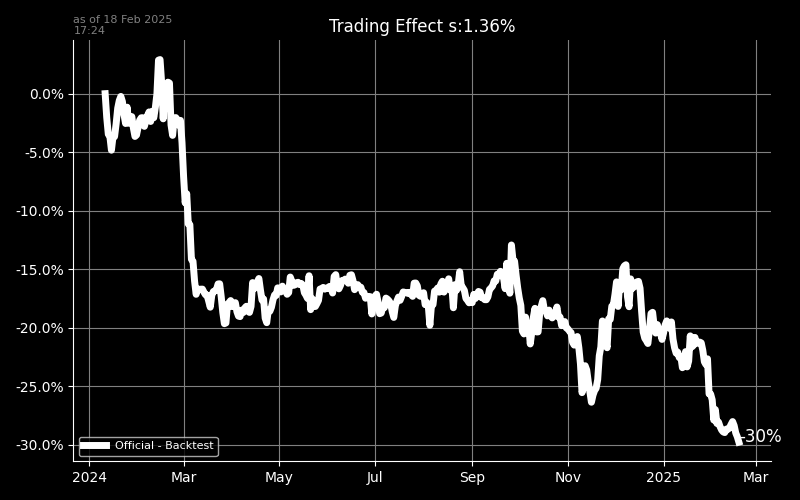 as of 18 Feb 2025
17:24
Trading Effect s:1.36%
0.0%
-5.0%
-10.0%
-15.0%
-20.0%
-25.0%
-30.0%
-30%
Official - Backtest
2024 Mar May Jul Sep Nov 2025 Mar